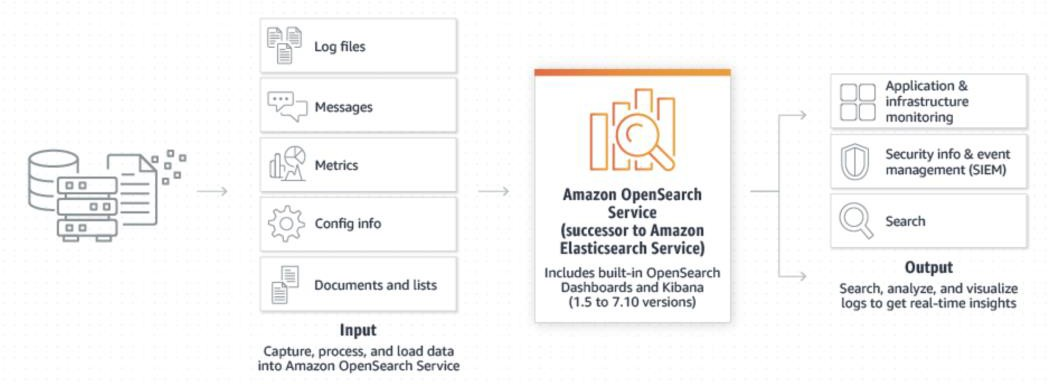 Log files
Messages
Metrics
Config info
Documents and lists
Input
Capture, process, and load data
into Amazon OpenSearch Service
Amazon OpenSearch
Service
(successor to Amazon
Elasticsearch Service)
Includes built-in OpenSearch
Dashboards and Kibana
(1.5 to 7.10 versions)
Application &
infrastructure
monitoring
Security info & event
management (SIEM)
Search
Output
Search, analyze, and visualize
logs to get real-time insights